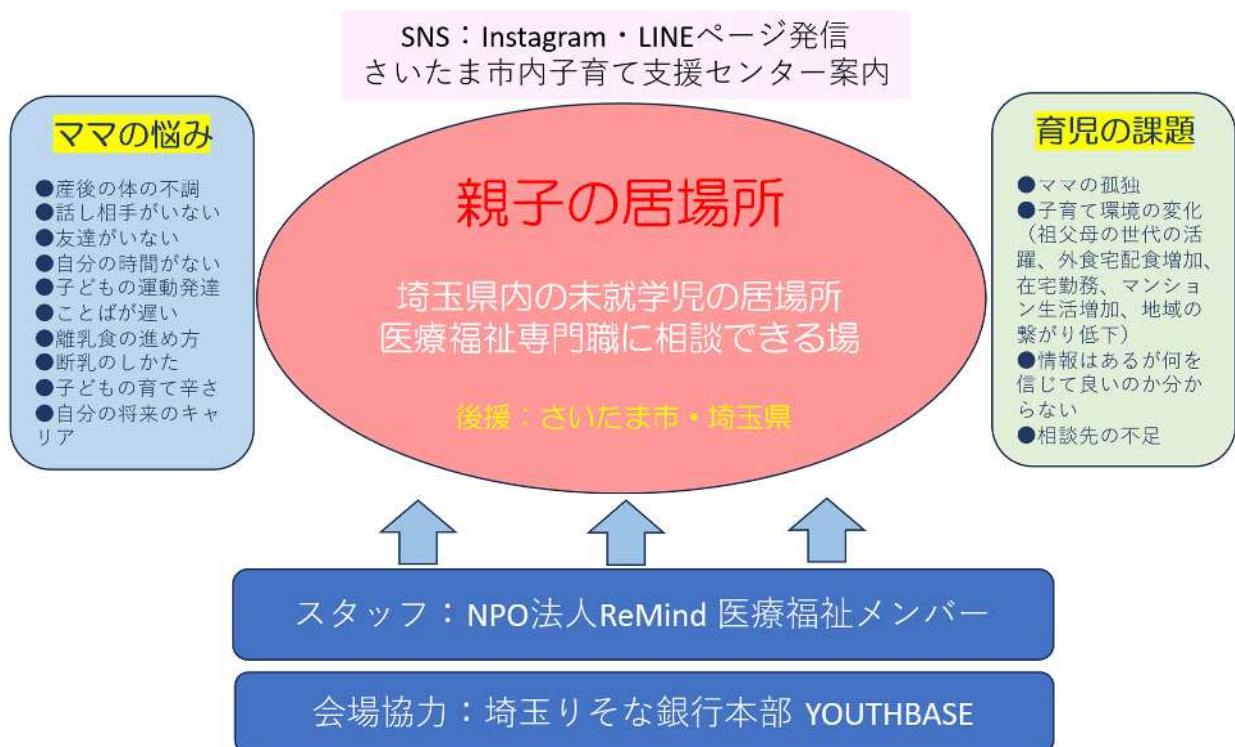 SNS：Instagram・LINEページ発信
さいたま市内子育て支援センター案内
ママの悩み
●産後の体の不調
●話し相手がいない
●友達がいない
●自分の時間がない
●子どもの運動発達
●ことばが遅い
●離乳食の進め方
●断乳のしかた
●子どもの育て辛さ
●自分の将来のキャ
リア
親子の居場所
埼玉県内の未就学児の居場所
医療福祉専門職に相談できる場
後援：さいたま市・埼玉県
育児の課題
●ママの孤独
●子育て環境の変化
（祖父母の世代の活
躍、外食宅配食増加、
在宅勤務、マンショ
ン生活増加、地域の
繋がり低下）
●情報はあるが何を
信じて良いのか分か
らない
●相談先の不足
スタッフ：NPO法人ReMind 医療福祉メンバー
会場協力：埼玉りそな銀行本部 YOUTHBASE